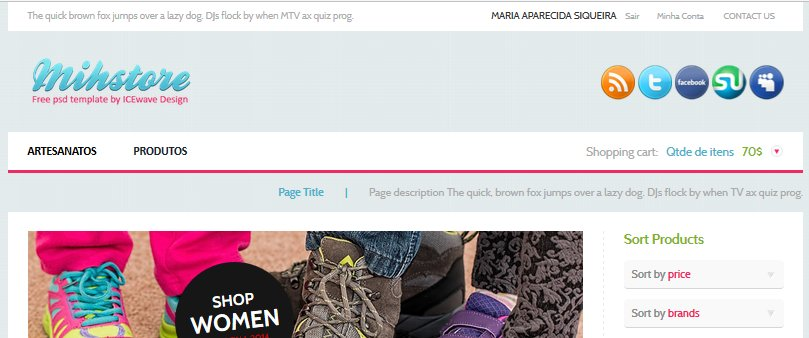 The quick brown fox jumps over a lazy dog. DJs flock by when MTV ax quiz prog.
MARIA APARECIDA SIQUEIRA Sair Minha Conta CONTACT US
Mihstore
Free psd template by ICEwave Design
facebook
ARTESANATOS PRODUTOS Shopping cart: Qtde de itens 70$
Page Title | Page description The quick, brown fox jumps over a lazy dog. DJs flock by when TV ax quiz prog.
SHOP
WOMEN
Sort Products
Sort by price
Sort by brands